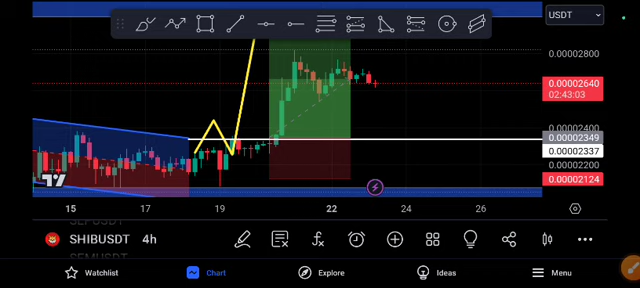 USDT
0.00002800
0.00002640
02:43:03
0.00002400
0.00002349
0.00002337
0.00002200
0.00002124
15
17
19
22
24
26
SHIBUSDT 4h
Watchlist
Chart
Explore
Ideas
Menu